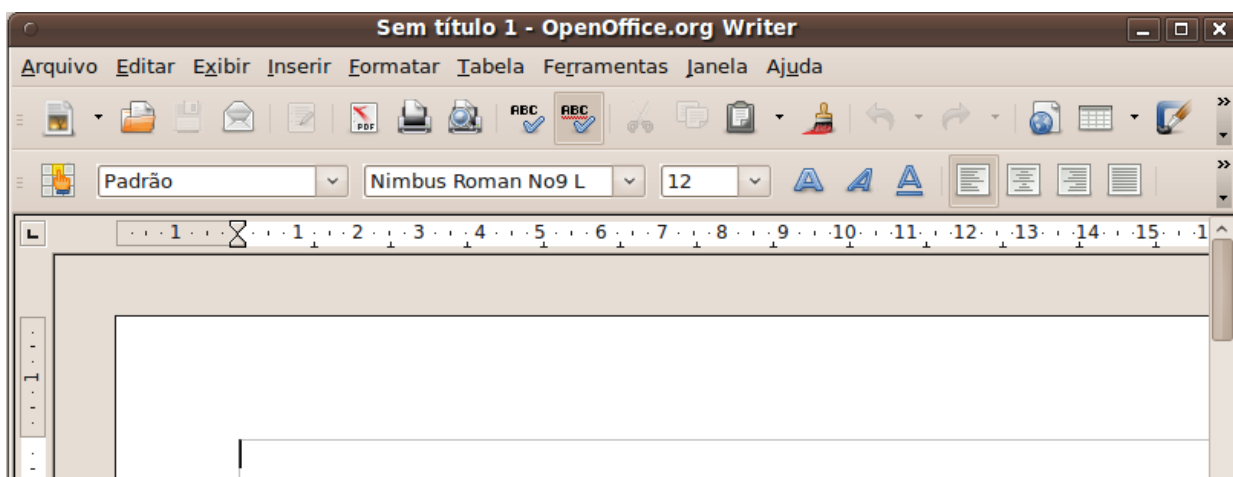 Sem título 1 - OpenOffice.org Writer
Arquivo Editar Exibir Inserir Formatar Tabela Ferramentas Janela Ajuda
PDF ABC ABC
Padrão Nimbus Roman No9 L 12 A A A
1 1 2 3 4 5 6 7 8 9 10 11 12 13 14 15 1
1